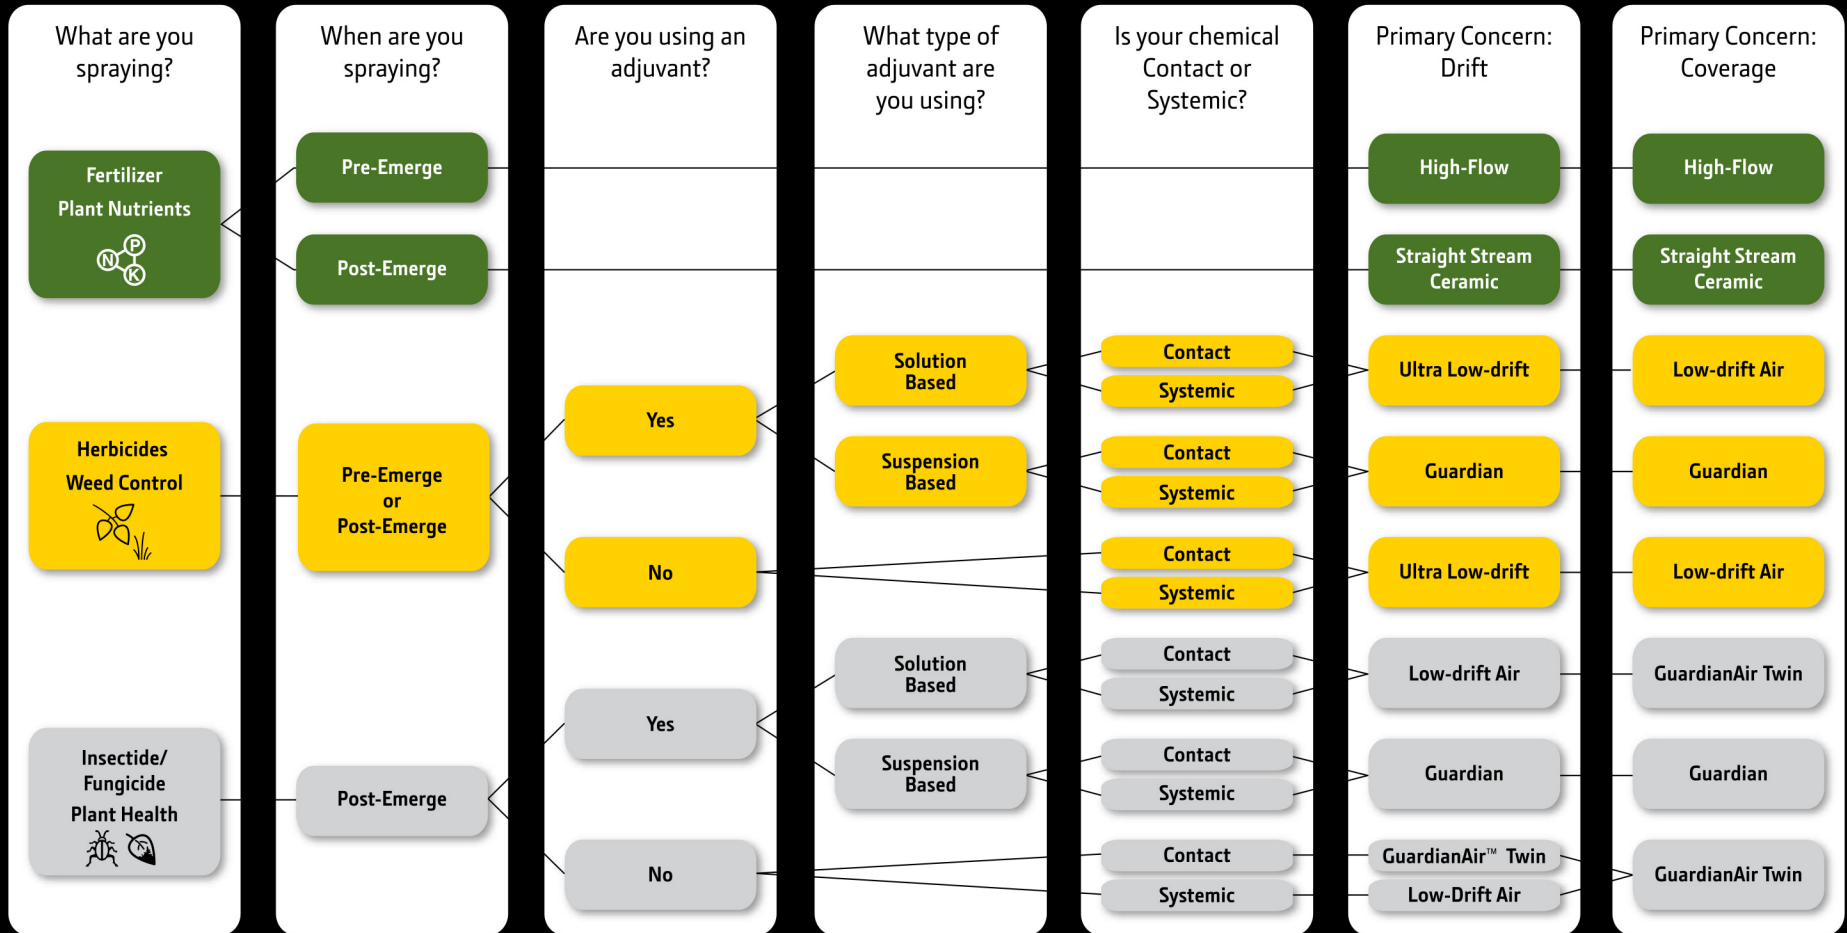 What are you
spraying?
When are you
spraying?
Are you using an
adjuvant?
What type of
adjuvant are
you using?
Is your chemical
Contact or
Systemic?
Primary Concern:
Drift
Primary Concern:
Coverage
Fertilizer
Plant Nutrients
N
P
K
Pre-Emerge
High-Flow
High-Flow
Post-Emerge
Straight Stream
Ceramic
Straight Stream
Ceramic
Herbicides
Weed Control
Pre-Emerge
or
Post-Emerge
Yes
Solution
Based
Contact
Systemic
Ultra Low-drift
Low-drift Air
Suspension
Based
Contact
Systemic
Guardian
Guardian
No
Contact
Systemic
Ultra Low-drift
Low-drift Air
Insectide/
Fungicide
Plant Health
Post-Emerge
Yes
Solution
Based
Contact
Systemic
Low-drift Air
GuardianAir Twin
Suspension
Based
Contact
Systemic
Guardian
Guardian
No
Contact
Systemic
GuardianAir™ Twin
Low-Drift Air
GuardianAir Twin